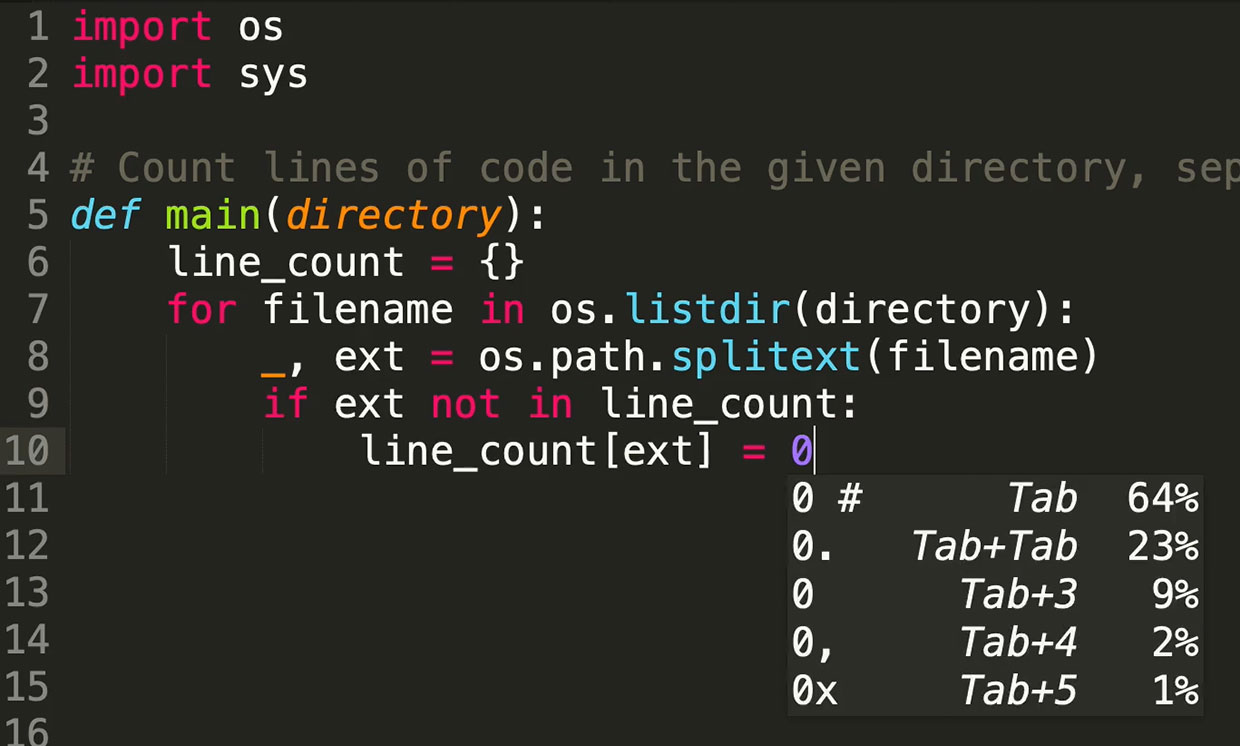 1 import os
2 import sys
3
4 # Count lines of code in the given directory, sep
5 def main(directory):
6     line_count = {}
7     for filename in os.listdir(directory):
8         _, ext = os.path.splitext(filename)
9         if ext not in line_count:
10             line_count[ext] = 0
11 0 # Tab 64%
12 0. Tab+Tab 23%
13 0 Tab+3 9%
14 0, Tab+4 2%
15 0x Tab+5 1%
16